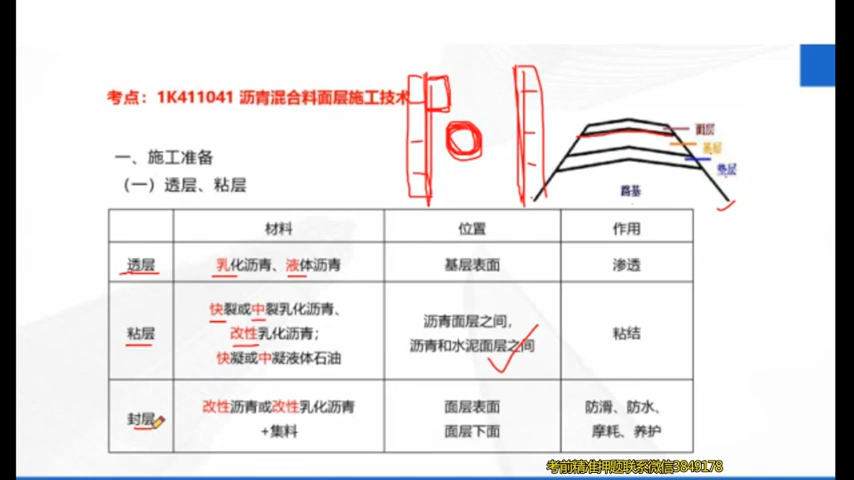 考点：1K411041 沥青混合料面层施工技术
一、施工准备
（一）透层、粘层
面层
基层
垫层
路基
材料 位置 作用
透层 乳化沥青、液体沥青 基层表面 渗透
快裂或中裂乳化沥青、
改性乳化沥青；
快凝或中凝液体石油
粘层
沥青面层之间，
沥青和水泥面层之间
粘结
封层
改性沥青或改性乳化沥青
+集料
面层表面
面层下面
防滑、防水、
摩耗、养护
考前精准押题联系微信3849178